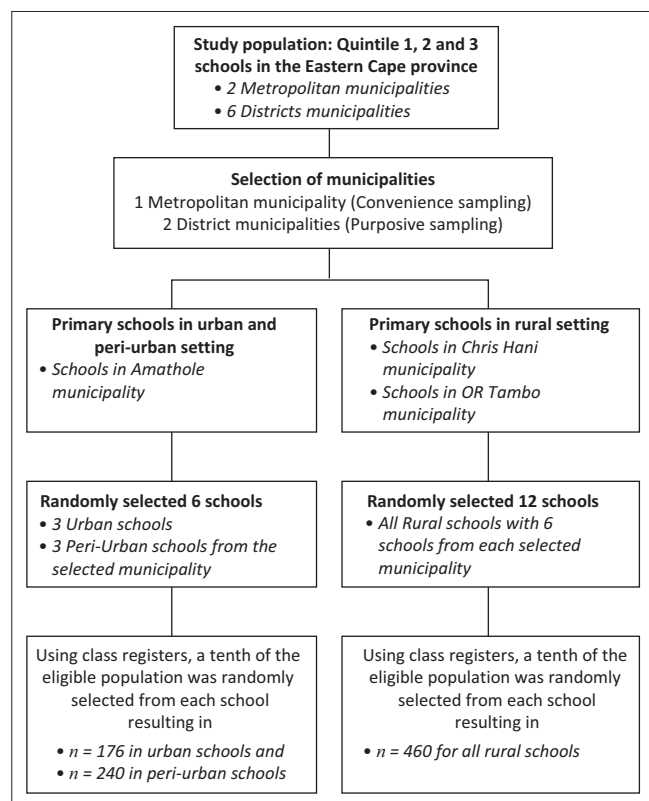 Study population: Quintile 1, 2 and 3
schools in the Eastern Cape province
• 2 Metropolitan municipalities
• 6 Districts municipalities
Selection of municipalities
1 Metropolitan municipality (Convenience sampling)
2 District municipalities (Purposive sampling)
Primary schools in urban and
peri-urban setting
• Schools in Amathole
municipality
Primary schools in rural setting
• Schools in Chris Hani
municipality
• Schools in OR Tambo
municipality
Randomly selected 6 schools
• 3 Urban schools
• 3 Peri-Urban schools from the
selected municipality
Randomly selected 12 schools
• All Rural schools with 6
schools from each selected
municipality
Using class registers, a tenth of the
eligible population was randomly
selected from each school
resulting in
• n = 176 in urban schools and
• n = 240 in peri-urban schools
Using class registers, a tenth of the
eligible population was randomly
selected from each school
resulting in
• n = 460 for all rural schools